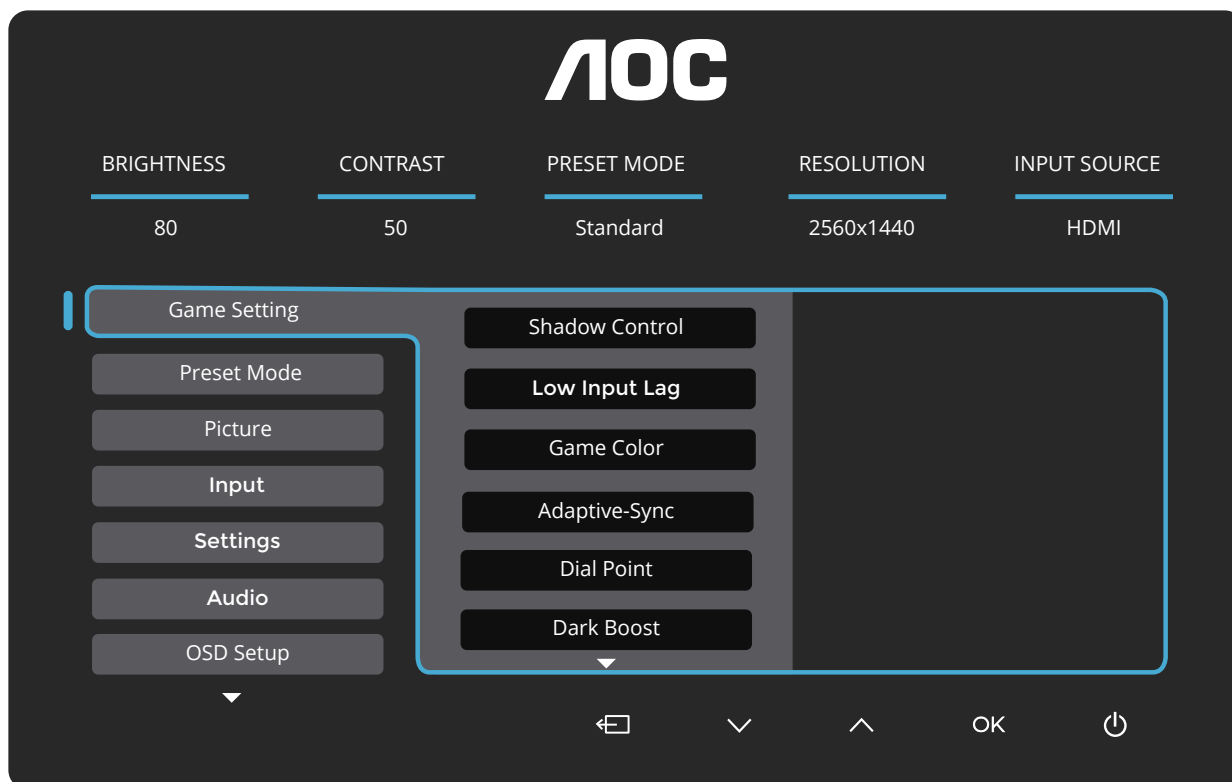 AOC
BRIGHTNESS CONTRAST PRESET MODE RESOLUTION INPUT SOURCE
80 50 Standard 2560x1440 HDMI
Game Setting
Preset Mode
Picture
Input
Settings
Audio
OSD Setup
Shadow Control
Low Input Lag
Game Color
Adaptive-Sync
Dial Point
Dark Boost
OK